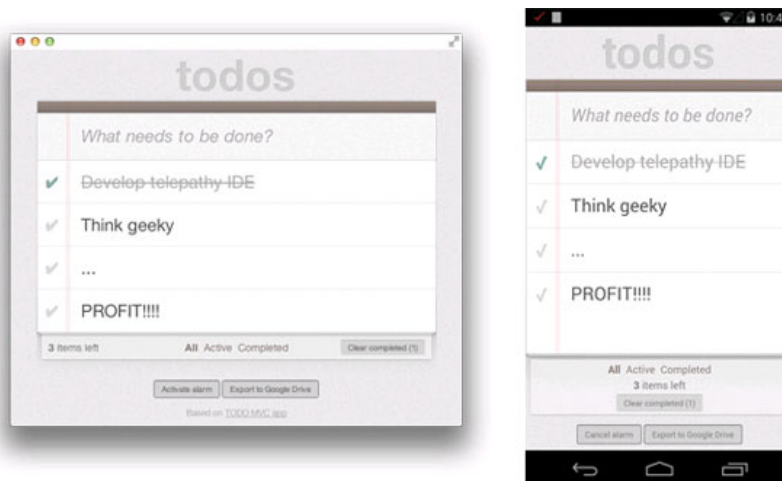 todos
What needs to be done?
Develop telepathy IDE
Think geeky
...
PROFIT!!!!
3 items left All Active Completed Clear completed (1)
Activate alarm Export to Google Drive
Based on TODO MVC app
10:4
todos
What needs to be done?
Develop telepathy IDE
Think geeky
...
PROFIT!!!!
All Active Completed
3 items left
Clear completed (1)
Cancel alarm Export to Google Drive